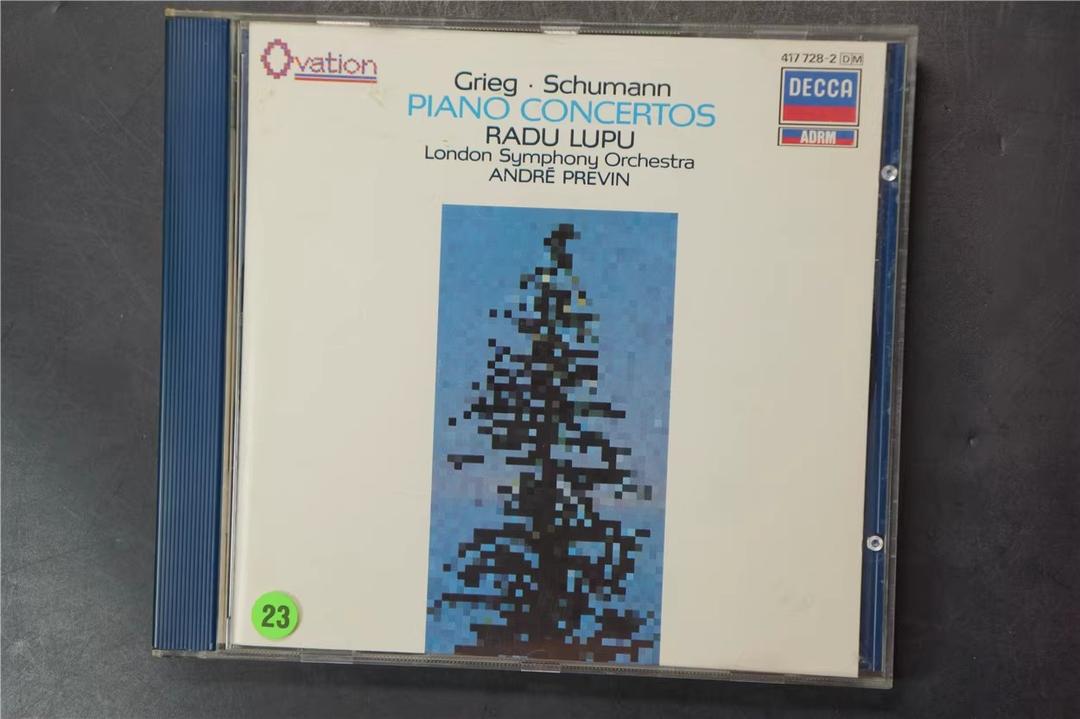 Ovation
Grieg · Schumann
PIANO CONCERTOS
RADU LUPU
London Symphony Orchestra
ANDRÉ PREVIN
417 728-2 DM
DECCA
ADRM
23